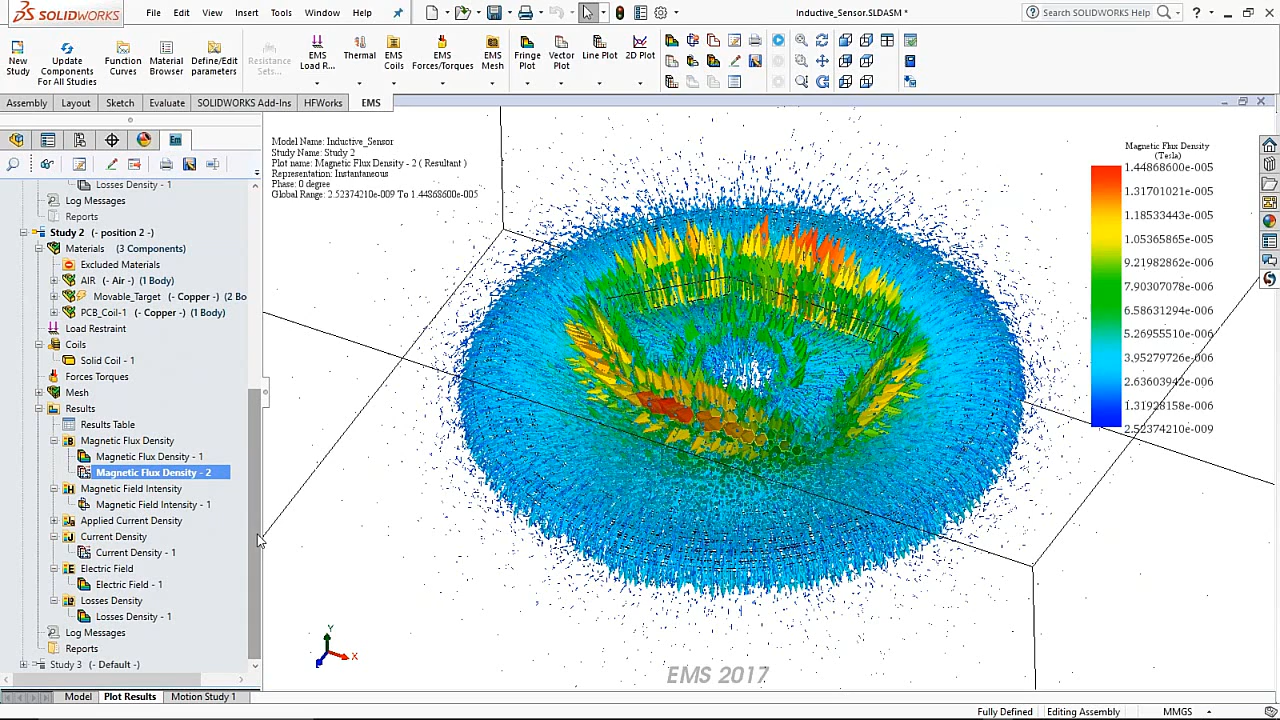 SOLIDWORKS
File Edit View Insert Tools Window Help
Inductive_Sensor.SLDASM *
Search SOLIDWORKS Help
New Study
Update Components For All Studies
Function Curves
Material Browser
Define/Edit parameters
Resistance Sets...
EMS Load R...
Thermal
EMS Coils
EMS Forces/Torques
EMS Mesh
Fringe Plot
Vector Plot
Line Plot
2D Plot
Assembly Layout Sketch Evaluate SOLIDWORKS Add-Ins HFWorks EMS
Losses Density - 1
Log Messages
Reports
Study 2 (- position 2 -)
Materials (3 Components)
Excluded Materials
AIR (- Air -) (1 Body)
Movable_Target (- Copper -) (2 Bo
PCB_Coil-1 (- Copper -) (1 Body)
Load Restraint
Coils
Solid Coil - 1
Forces Torques
Mesh
Results
Results Table
Magnetic Flux Density
Magnetic Flux Density - 1
Magnetic Flux Density - 2
Magnetic Field Intensity
Magnetic Field Intensity - 1
Applied Current Density
Current Density
Current Density - 1
Electric Field
Electric Field - 1
Losses Density
Losses Density - 1
Log Messages
Reports
Study 3 (- Default -)
Model Name: Inductive_Sensor
Study Name: Study 2
Plot name: Magnetic Flux Density - 2 ( Resultant )
Representation: Instantaneous
Phase: 0 degree
Global Range: 2.52374210e-009 To 1.44868600e-005
Magnetic Flux Density
(Tesla)
1.44868600e-005
1.31701021e-005
1.18533443e-005
1.05365865e-005
9.21982862e-006
7.90307078e-006
6.58631294e-006
5.26955510e-006
3.95279726e-006
2.63603942e-006
1.31928158e-006
2.52374210e-009
Y
X
EMS 2017
Model Plot Results Motion Study 1
Fully Defined Editing Assembly MMGS